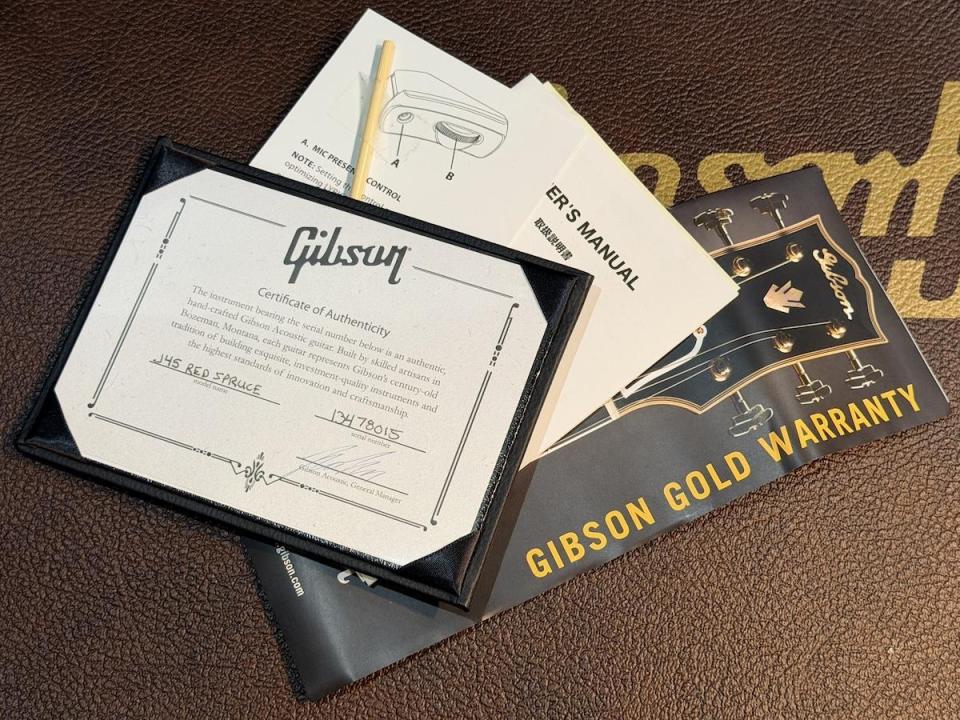 Gibson
Certificate of Authenticity
The instrument bearing the serial number below is an authentic,
hand-crafted Gibson Acoustic guitar. Built by skilled artisans in
Bozeman, Montana, each guitar represents Gibson's century-old
tradition of building exquisite, investment-quality instruments and
the highest standards of innovation and craftsmanship.
J45 RED SPRUCE
model name
13478015
serial number
Gibson Acoustic, General Manager
A
B
A. MIC PRESEN CONTROL
NOTE: Setting th ontrol
optimizing
ER'S MANUAL
取扱説明書
Gibson
GIBSON GOLD WARRANTY
gibson.com